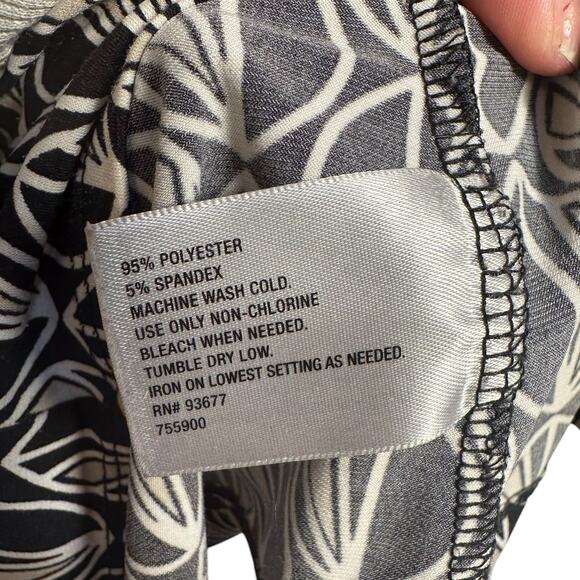 95% POLYESTER
5% SPANDEX
MACHINE WASH COLD.
USE ONLY NON-CHLORINE
BLEACH WHEN NEEDED.
TUMBLE DRY LOW.
IRON ON LOWEST SETTING AS NEEDED.
RN# 93677
755900